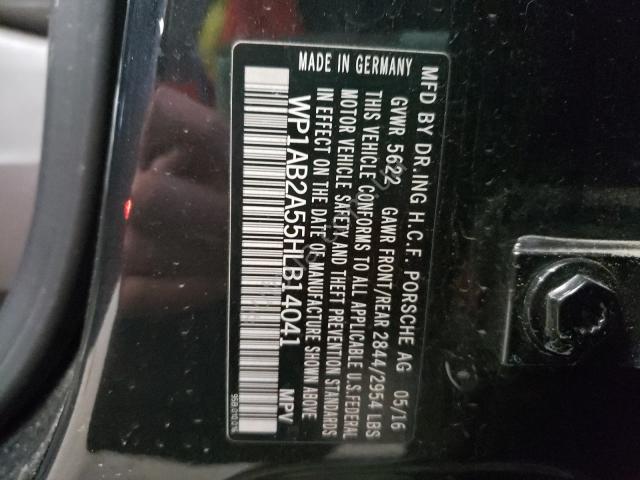 MFD BY DR.ING H.C.F. PORSCHE AG 05/16
GVWR 5622 GAWR FRONT/REAR 2844/2954 LBS
THIS VEHICLE CONFORMS TO ALL APPLICABLE U.S.FEDERAL
MOTOR VEHICLE SAFETY AND THEFT PREVENTION STANDARDS
IN EFFECT ON THE DATE OF MANUFACTURE SHOWN ABOVE
WP1AB2A55HLB14041 MPV
MADE IN GERMANY